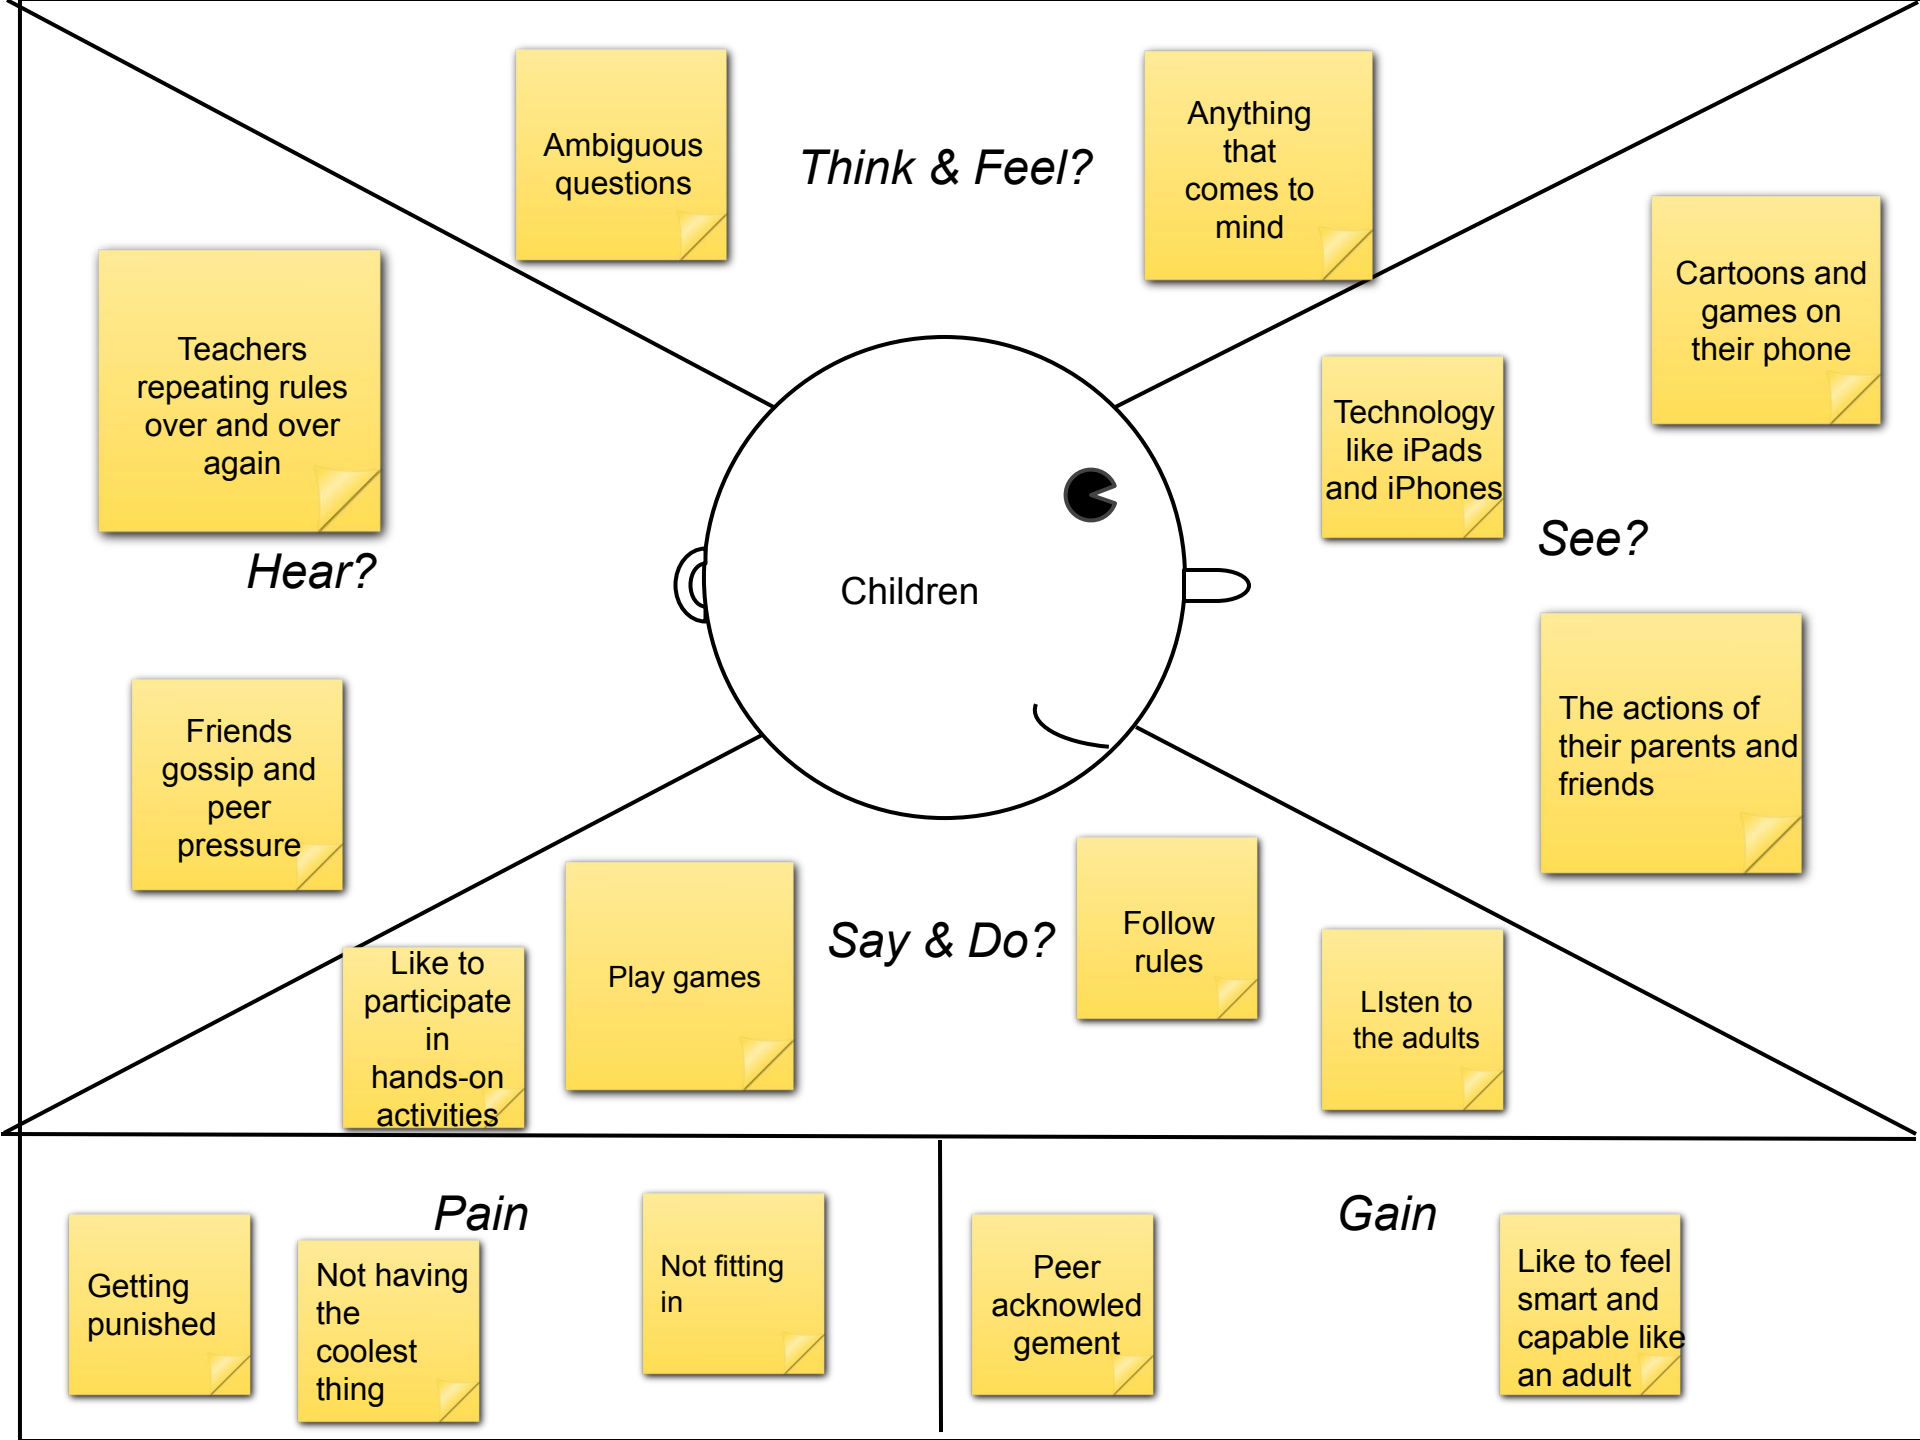 Ambiguous
questions
Think & Feel?
Anything
that
comes to
mind
Teachers
repeating rules
over and over
again
Hear?
Friends
gossip and
peer
pressure
Children
Cartoons and
games on
their phone
Technology
like iPads
and iPhones
See?
The actions of
their parents and
friends
Like to
participate
in
hands-on
activities
Play games
Say & Do?
Follow
rules
LIsten to
the adults
Pain
Getting
punished
Not having
the
coolest
thing
Not fitting
in
Gain
Peer
acknowled
gement
Like to feel
smart and
capable like
an adult